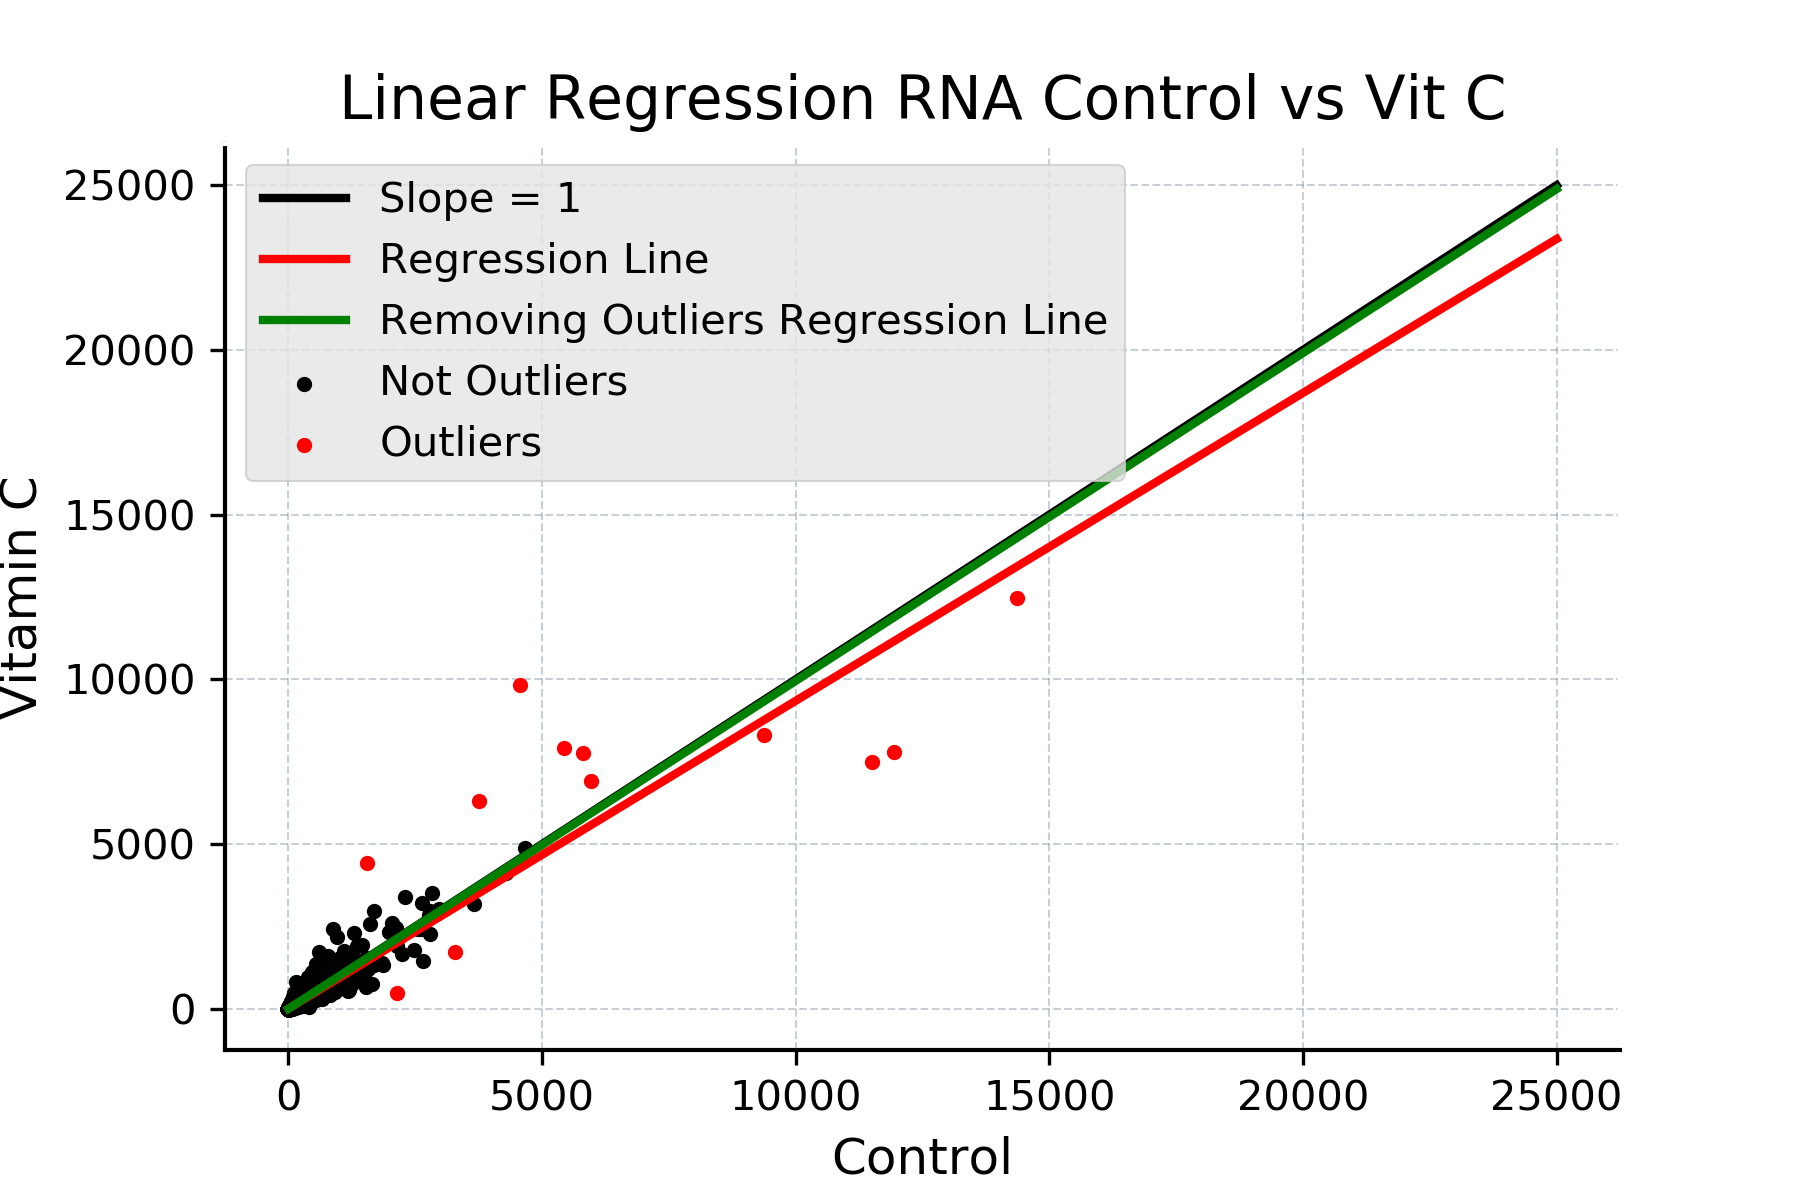 Linear Regression RNA Control vs Vit C
Slope = 1
Regression Line
Removing Outliers Regression Line
Not Outliers
Outliers
25000
20000
15000
10000
5000
0
Vitamin C
0 5000 10000 15000 20000 25000
Control